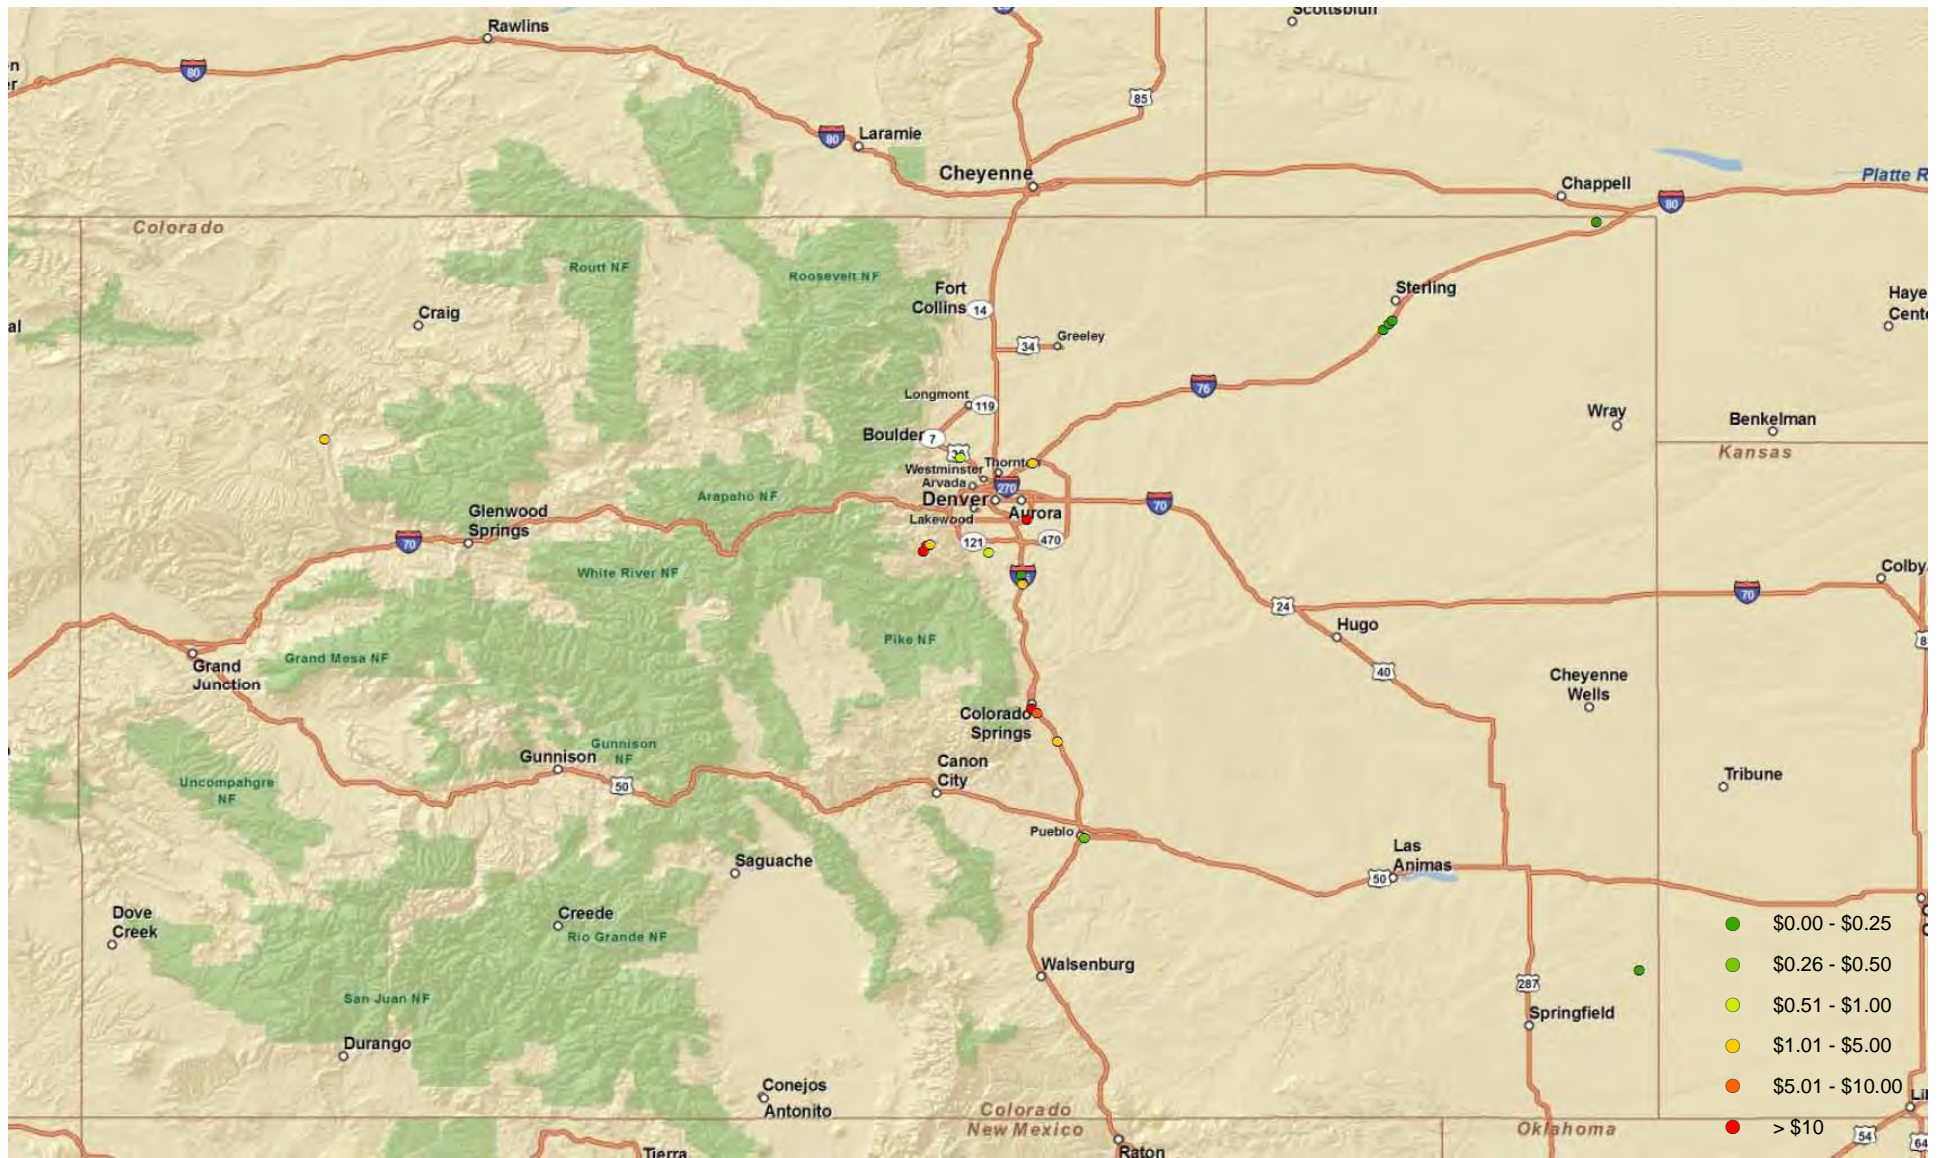 Scottsbluff
Rawlins
80
85
80
Laramie
Cheyenne
Chappell
Platte R
80
Colorado
Routt NF
Roosevelt NF
Fort
Collins
14
Sterling
Craig
Haye
Cent
al
34
Greeley
76
Longmont
119
Wray
Benkelman
Boulder
7
Kansas
Westminster
Thornt
Arvada
270
Arapaho NF
Denver
70
Glenwood
Springs
Aurora
Lakewood
121
470
70
White River NF
Colby
70
24
Hugo
Pike NF
Grand Mesa NF
Grand
Junction
40
Cheyenne
Wells
Colorado
Springs
Gunnison
NF
Gunnison
50
Canon
City
Uncompahgre
NF
Tribune
Pueblo
Las
Animas
50
Saguache
Dove
Creek
Creede
Rio Grande NF
$0.00 - $0.25
Walsenburg
$0.26 - $0.50
287
San Juan NF
$0.51 - $1.00
Springfield
Durango
$1.01 - $5.00
Conejos
Antonito
$5.01 - $10.00
Colorado
New Mexico
Oklahoma
> $10
54
64
Raton
Tierra